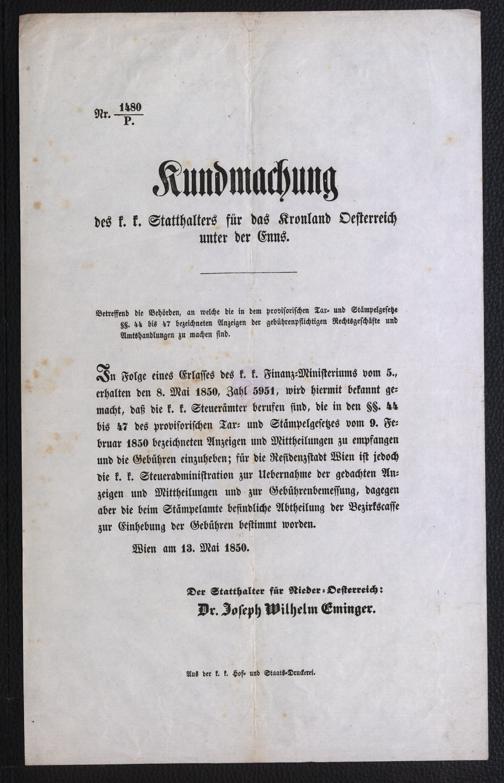 Nr. 1480/P.
Kundmachung
des k. k. Statthalters für das Kronland Oesterreich
unter der Enns.
Betreffend die Behörden, an welche die in dem provisorischen Tax- und Stämpelgesetze
§§. 44 bis 47 bezeichneten Anzeigen der gebührenpflichtigen Rechtsgeschäfte und
Amtshandlungen zu machen sind.
In Folge eines Erlasses des k. k. Finanz-Ministeriums vom 5.,
erhalten den 8. Mai 1850, Zahl 5951, wird hiermit bekannt ge-
macht, daß die k. k. Steuerämter berufen sind, die in den §§. 44
bis 47 des provisorischen Tax- und Stämpelgesetzes vom 9. Fe-
bruar 1850 bezeichneten Anzeigen und Mittheilungen zu empfangen
und die Gebühren einzuheben; für die Residenzstadt Wien ist jedoch
die k. k. Steueradministration zur Uebernahme der gedachten An-
zeigen und Mittheilungen und zur Gebührenbemessung, dagegen
aber die beim Stämpelamte befindliche Abtheilung der Bezirkscasse
zur Einhebung der Gebühren bestimmt worden.
Wien am 13. Mai 1850.
Der Statthalter für Nieder-Oesterreich:
Dr. Joseph Wilhelm Eminger.
Aus der k. k. Hof- und Staats-Druckerei.